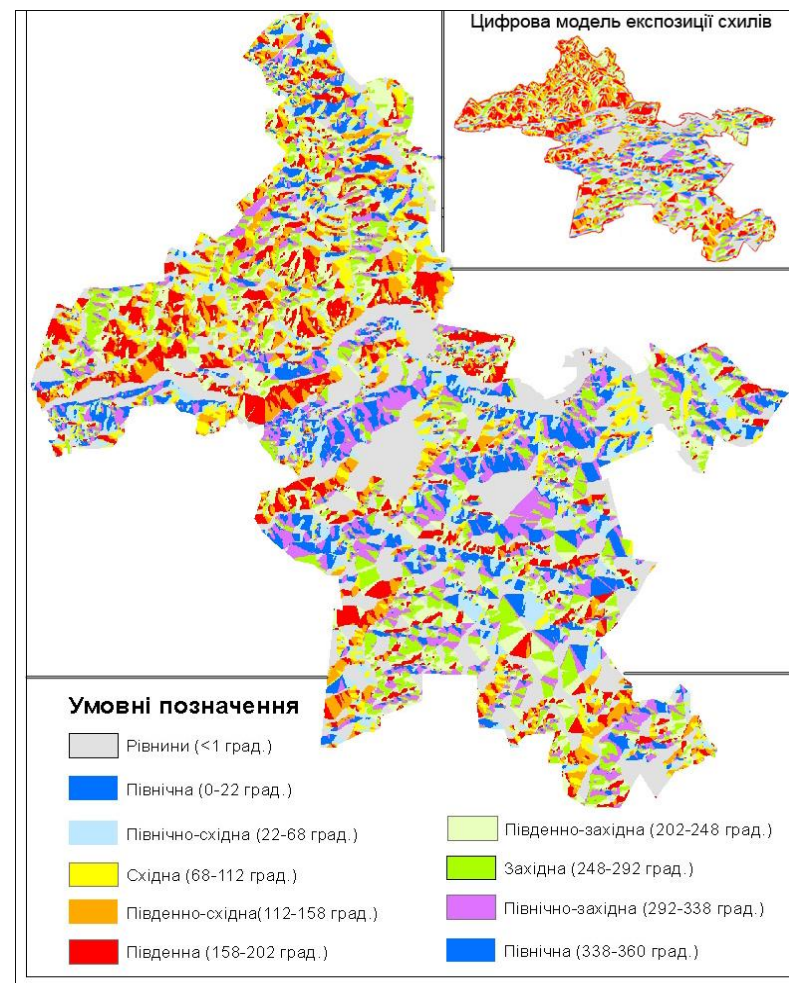 Цифрова модель експозиції схилів
Умовні позначення
Рівнини (<1 град.)
Північна (0-22 град.)
Північно-східна (22-68 град.)
Східна (68-112 град.)
Південно-східна(112-158 град.)
Південна (158-202 град.)
Південно-західна (202-248 град.)
Західна (248-292 град.)
Північно-західна (292-338 град.)
Північна (338-360 град.)